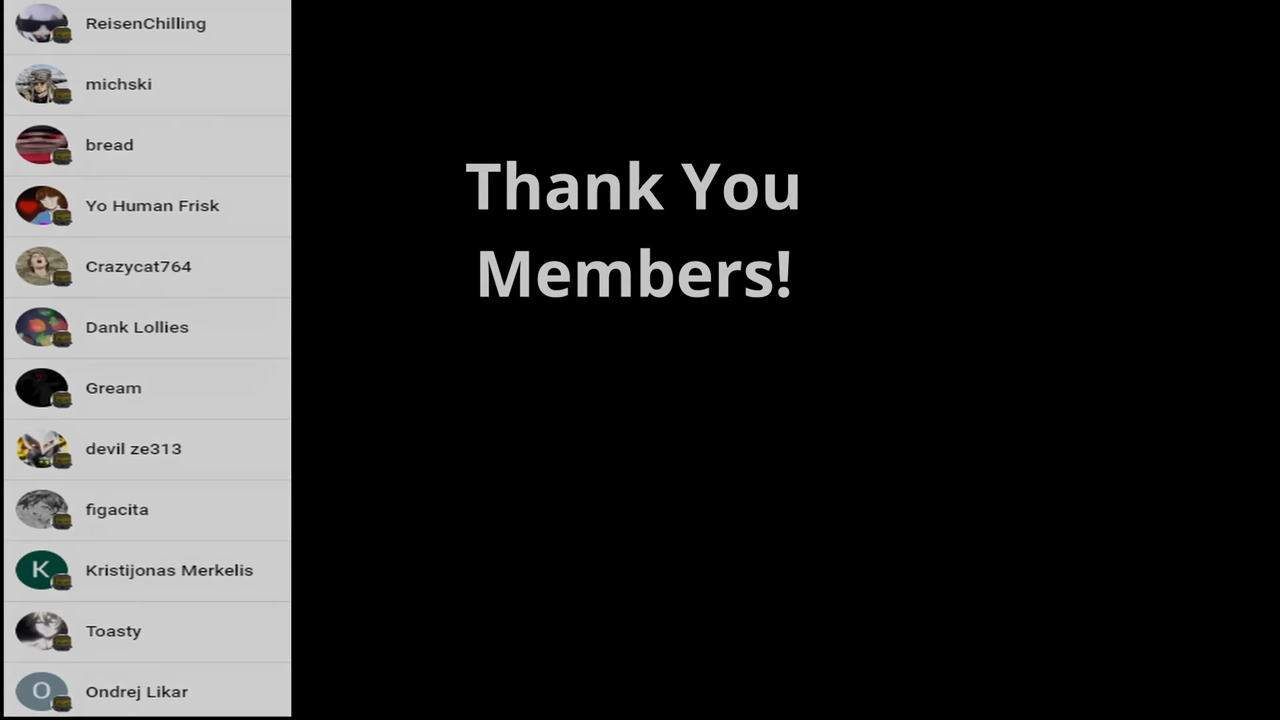 ReisenChilling
michski
bread
Yo Human Frisk
Crazycat764
Dank Lollies
Gream
devil ze313
figacita
K
Kristijonas Merkelis
Toasty
O
Ondrej Likar
Thank You
Members!